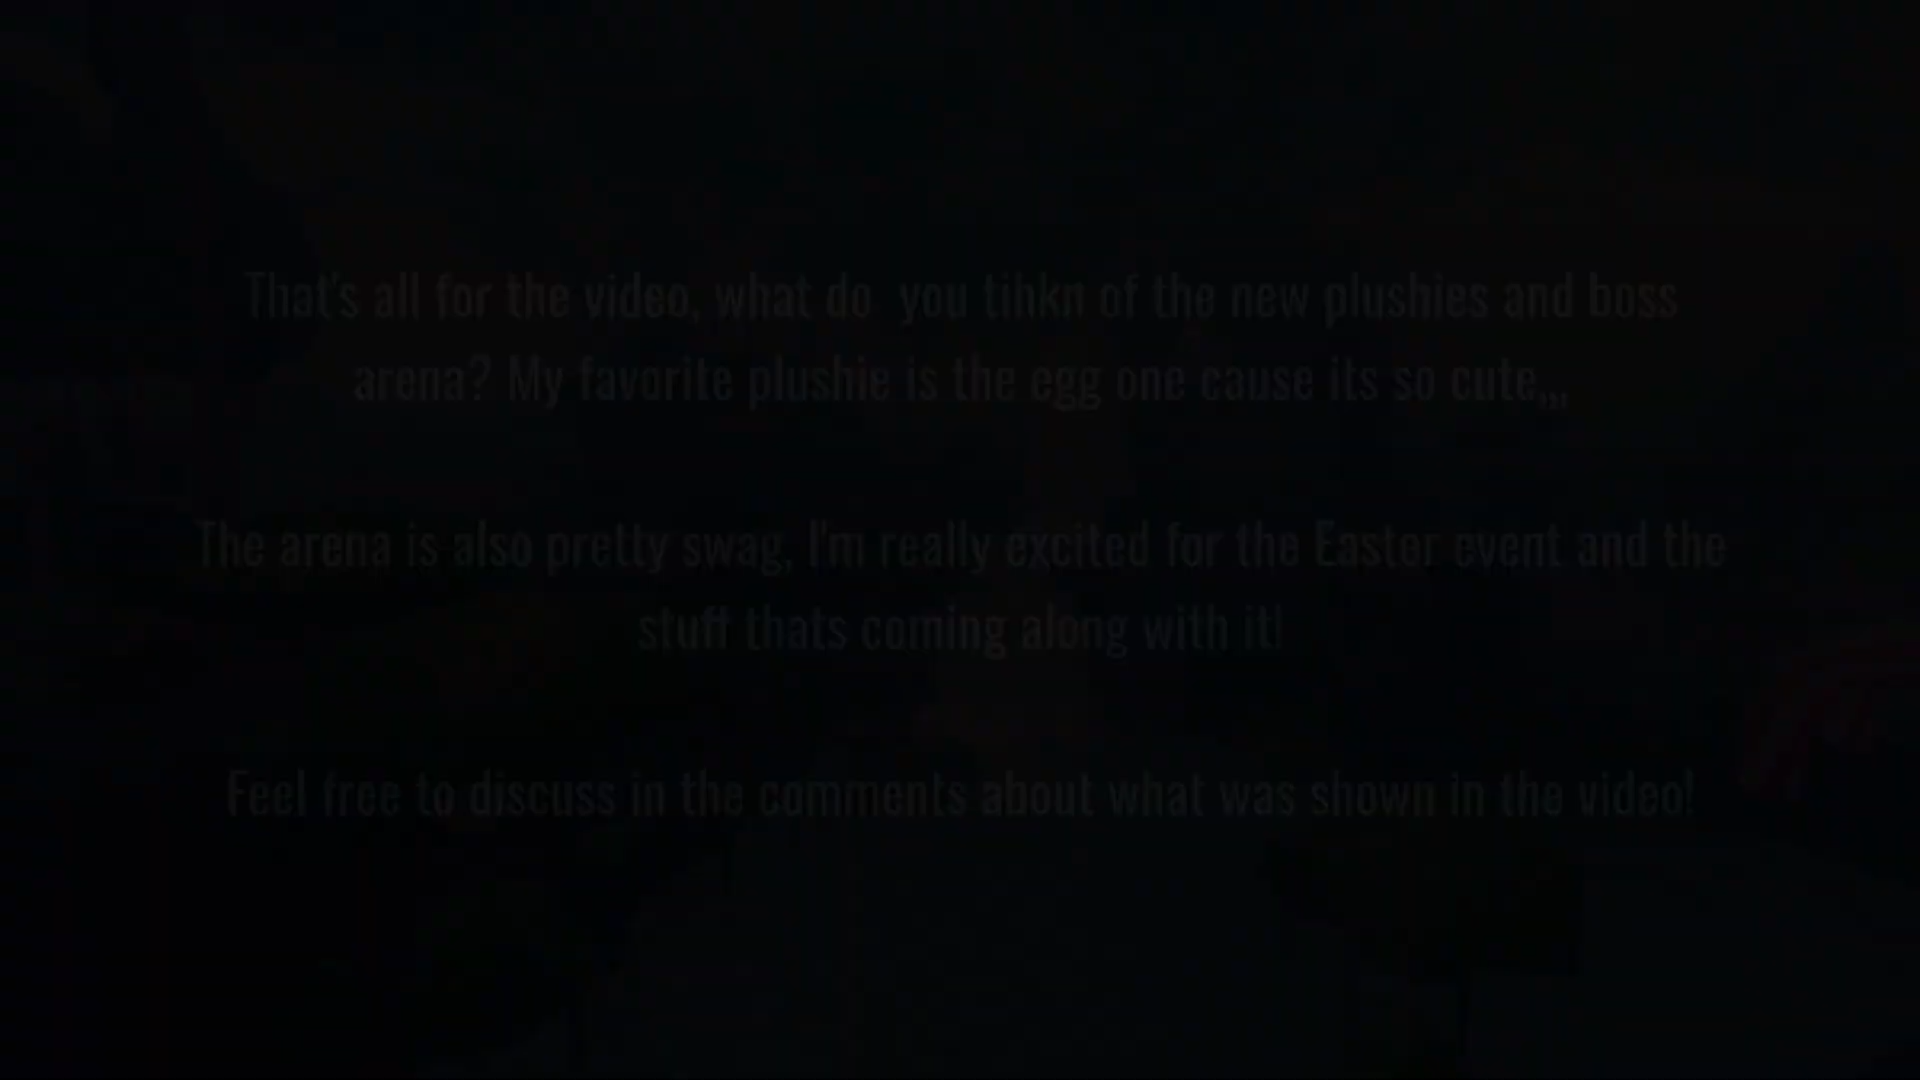 That's all for the video, what do  you tihkn of the new plushies and boss
arena? My favorite plushie is the egg one cause its so cute,,,
The arena is also pretty swag, I'm really excited for the Easter event and the
stuff thats coming along with it!
Feel free to discuss in the comments about what was shown in the video!